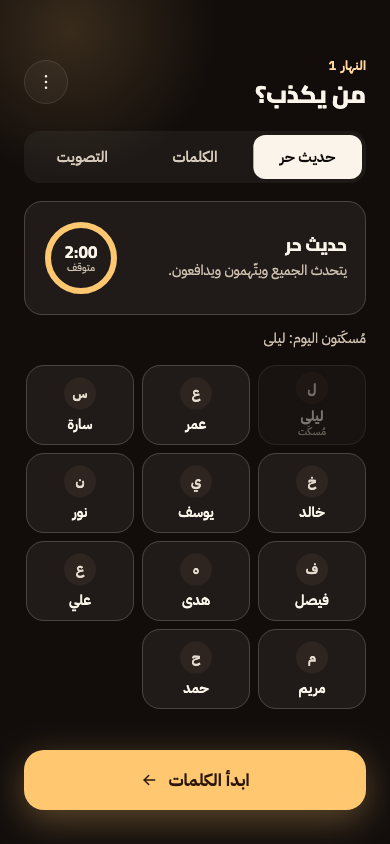 النهار 1
من يكذب؟
حديث حر
الكلمات
التصويت
حديث حر
يتحدث الجميع ويتّهمون ويدافعون.
2:00
متوقف
مُسكَتون اليوم: ليلى
ل
ليلى
مُسكَت
ع
عمر
س
سارة
خ
خالد
ي
يوسف
ن
نور
ف
فيصل
ه
هدى
ع
علي
م
مريم
ح
حمد
ابدأ الكلمات ←